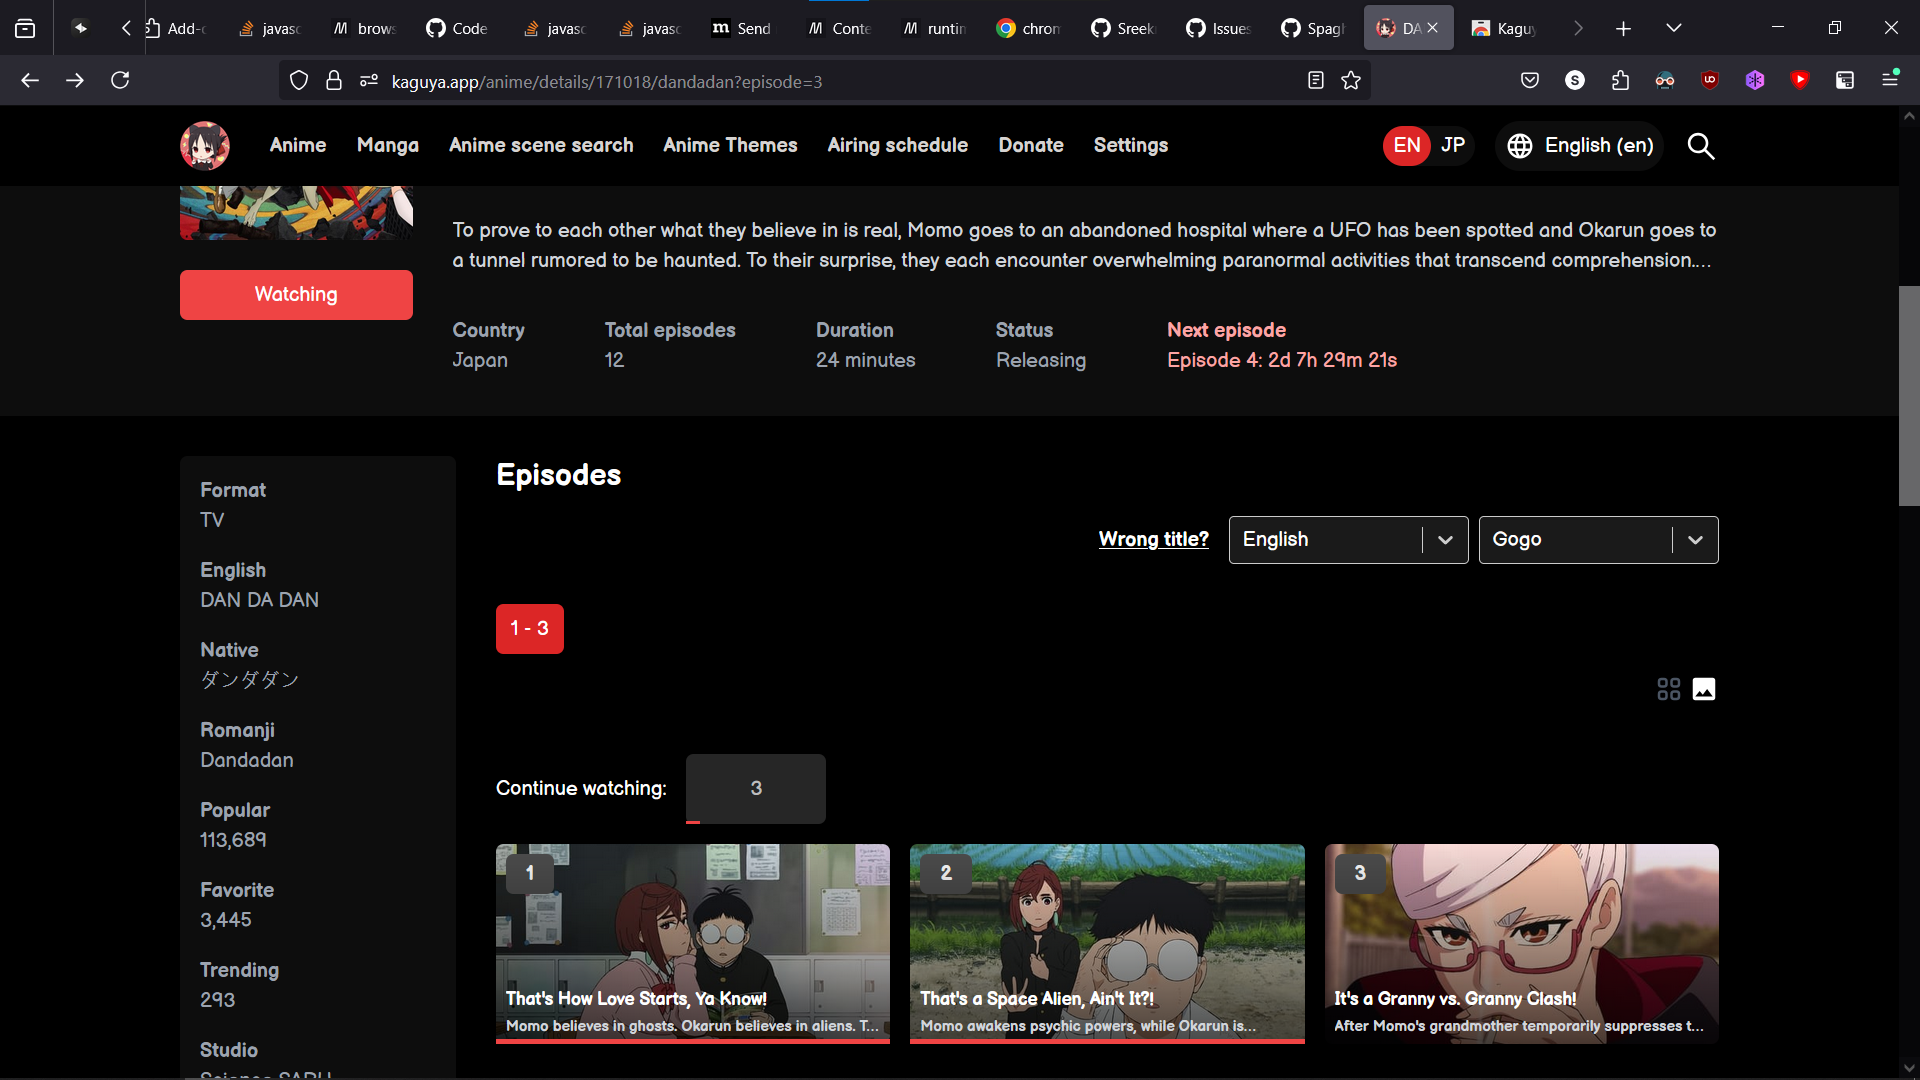 Add-
javasc
brows
Code
javasc
javasc
m Send
Conte
runtin
chron
Sreek
Issues
Spagh
DA
Kaguy
kaguya.app/anime/details/171018/dandadan?episode=3
Anime
Manga
Anime scene search
Anime Themes
Airing schedule
Donate
Settings
EN
JP
English (en)
To prove to each other what they believe in is real, Momo goes to an abandoned hospital where a UFO has been spotted and Okarun goes to
a tunnel rumored to be haunted. To their surprise, they each encounter overwhelming paranormal activities that transcend comprehension....
Watching
Country
Japan
Total episodes
12
Duration
24 minutes
Status
Releasing
Next episode
Episode 4: 2d 7h 29m 21s
Format
TV
English
DAN DA DAN
Native
ダンダダン
Romanji
Dandadan
Popular
113,689
Favorite
3,445
Trending
293
Studio
Science SARU
Episodes
Wrong title?
English
Gogo
1 - 3
Continue watching:
3
1
That's How Love Starts, Ya Know!
Momo believes in ghosts. Okarun believes in aliens. T...
2
That's a Space Alien, Ain't It?!
Momo awakens psychic powers, while Okarun is...
3
It's a Granny vs. Granny Clash!
After Momo's grandmother temporarily suppresses t...